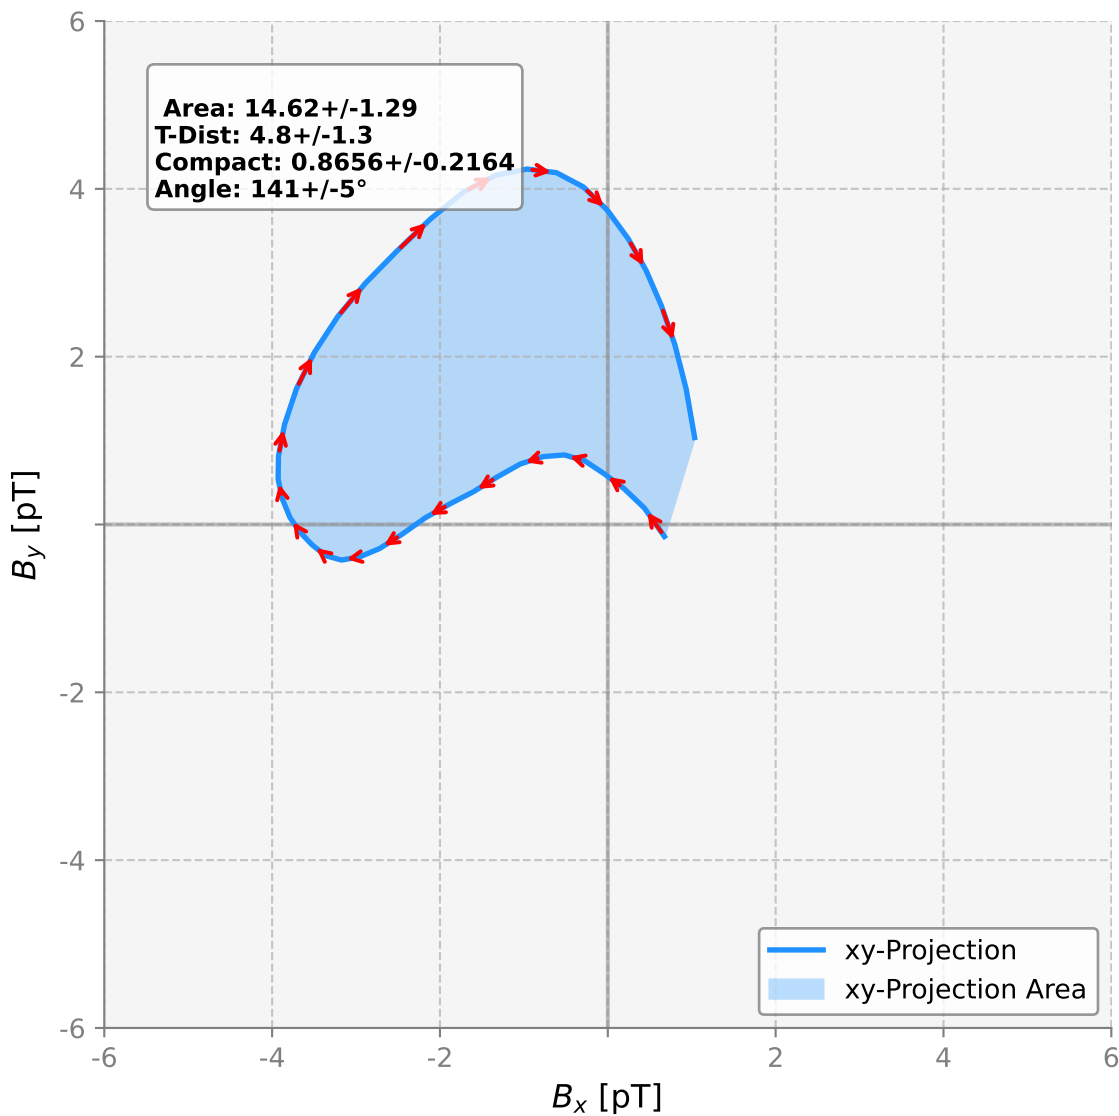 6
Area: 14.62+/-1.29
T-Dist: 4.8+/-1.3
Compact: 0.8656+/-0.2164
Angle: 141+/-5°
4
2
B_y [pT]
-2
-4
xy-Projection
xy-Projection Area
-6
-6 -4 -2 2 4 6
B_x [pT]